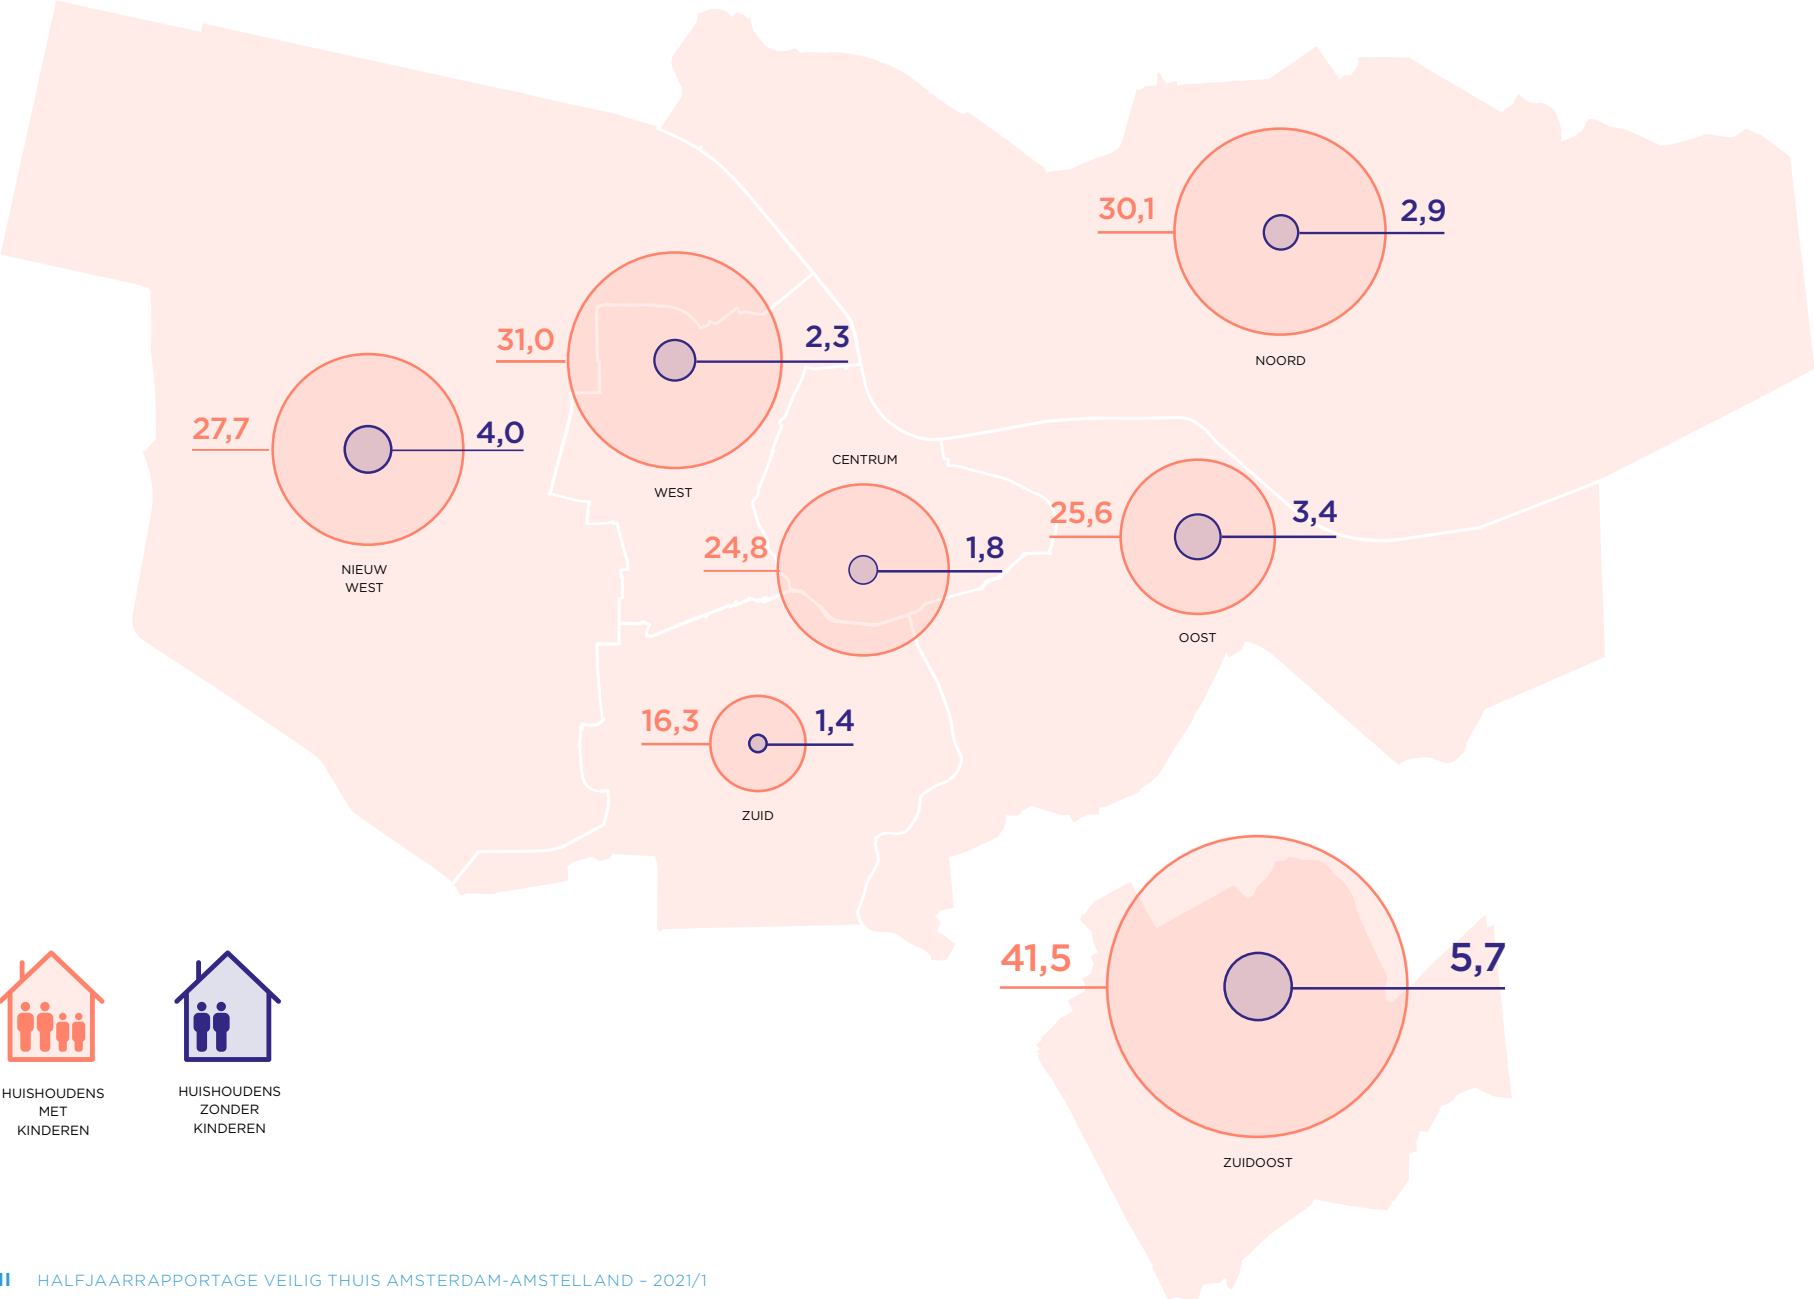 30,1
2,9
NOORD
31,0
2,3
WEST
27,7
4,0
NIEUW
WEST
CENTRUM
24,8
1,8
25,6
3,4
OOST
16,3
1,4
ZUID
41,5
5,7
ZUIDOOST
HUISHOUDENS
MET
KINDEREN
HUISHOUDENS
ZONDER
KINDEREN
11 HALFJAARRAPPORTAGE VEILIG THUIS AMSTERDAM-AMSTELLAND – 2021/1